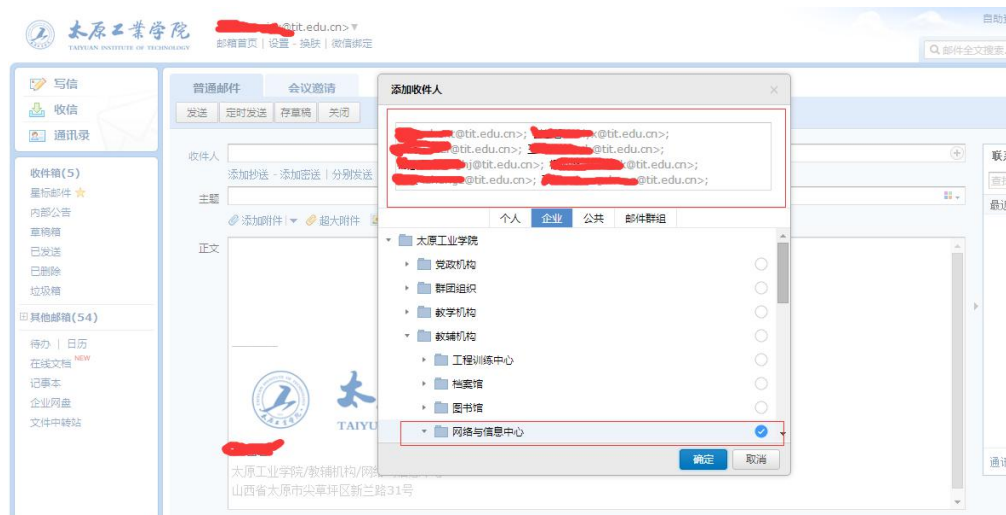 太原工业学院
TAIYUAN INSTITUTE OF TECHNOLOGY
@tit.edu.cn>
邮箱首页 | 设置 - 换肤 | 微信绑定
自助
邮件全文搜索
写信
收信
通讯录
收件箱(5)
星标邮件
内部公告
草稿箱
已发送
已删除
垃圾箱
其他邮箱(54)
待办 | 日历
在线文档 NEW
记事本
企业网盘
文件中转站
普通邮件 会议邀请
发送 定时发送 存草稿 关闭
收件人
添加抄送 - 添加密送 | 分别发送
主题
添加附件 | 超大附件
正文
TAIYU
太原工业学院/教辅机构/网
山西省太原市尖草坪区新兰路31号
添加收件人
t@tit.edu.cn>; x@tit.edu.cn>;
@tit.edu.cn>; @tit.edu.cn>;
nj@tit.edu.cn>; k@tit.edu.cn>;
@tit.edu.cn>; @tit.edu.cn>;
个人 企业 公共 邮件群组
太原工业学院
党政机构
群团组织
教学机构
教辅机构
工程训练中心
档案馆
图书馆
网络与信息中心
确定 取消
联
查
最近
通讯